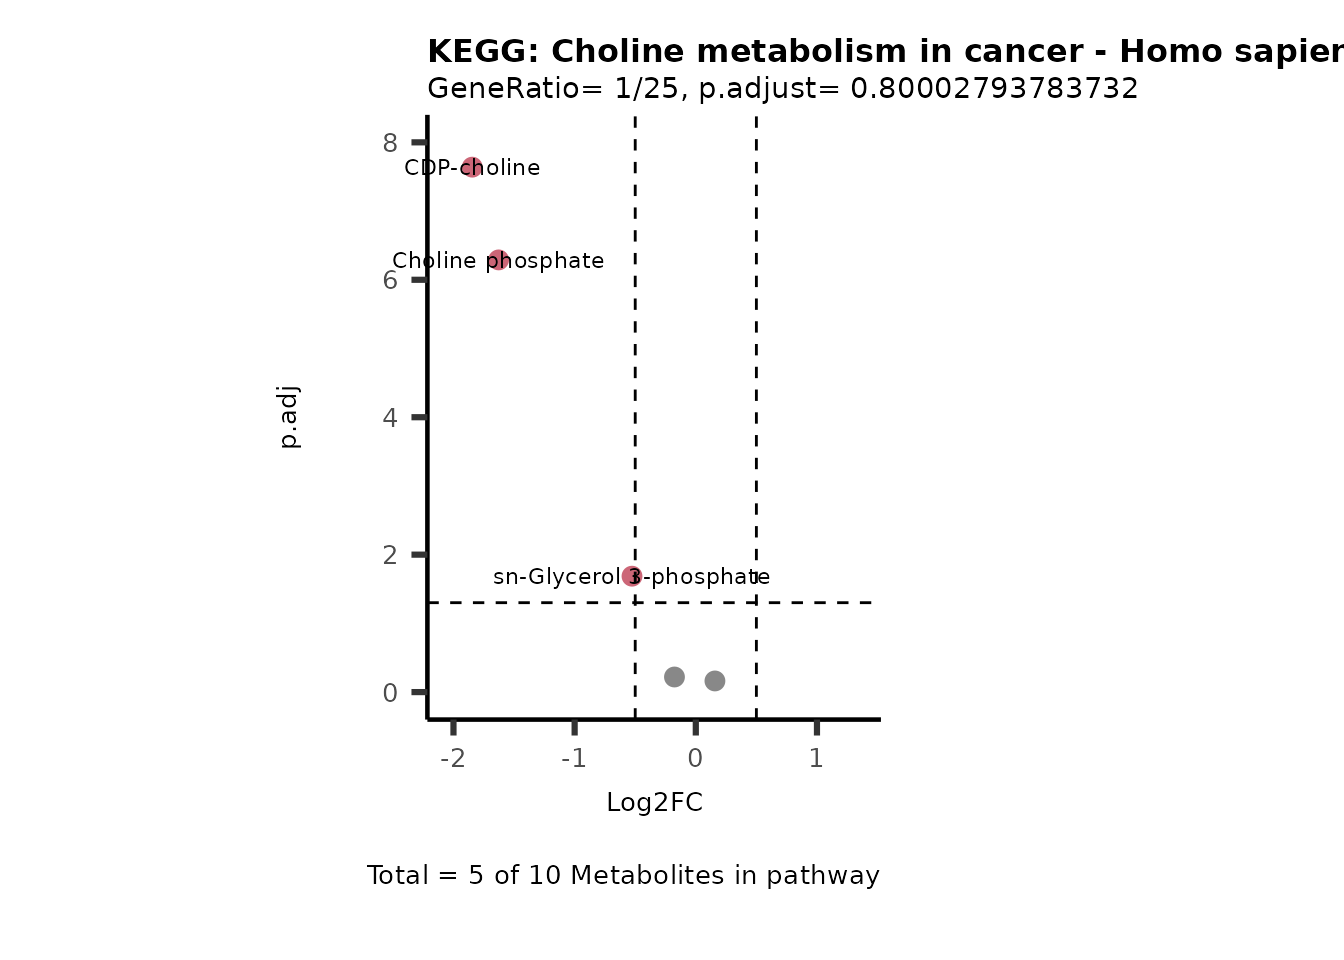 KEGG: Choline metabolism in cancer - Homo sapien
GeneRatio= 1/25, p.adjust= 0.80002793783732
8
CDP-choline
Choline phosphate
6
p.adj
4
2
sn-Glycerol 3-phosphate
0
-2 -1 0 1
Log2FC
Total = 5 of 10 Metabolites in pathway